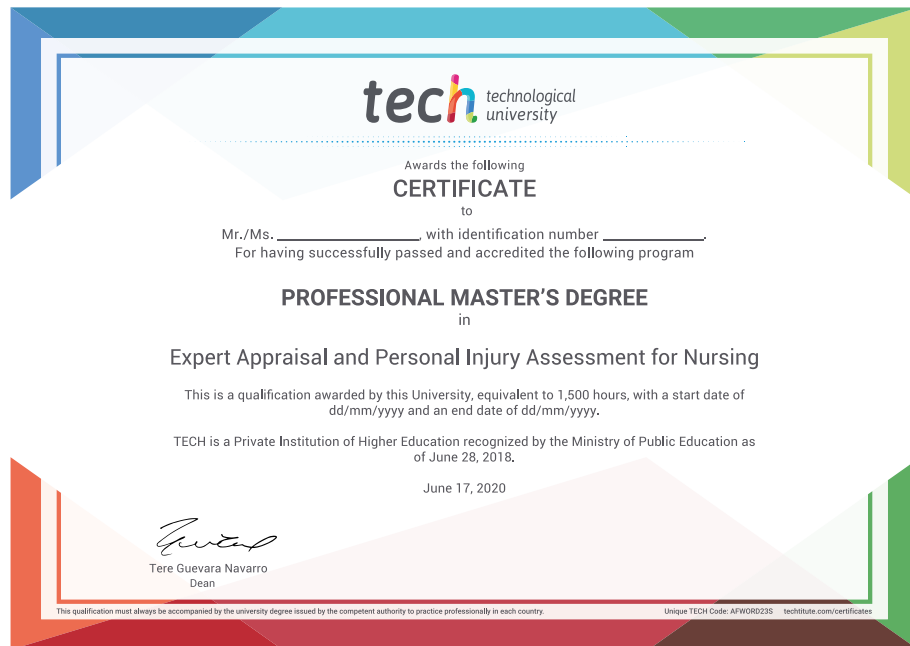 tech technological
university
Awards the following
CERTIFICATE
to
Mr./Ms. ____________________, with identification number ______________.
For having successfully passed and accredited the following program
PROFESSIONAL MASTER'S DEGREE
in
Expert Appraisal and Personal Injury Assessment for Nursing
This is a qualification awarded by this University, equivalent to 1,500 hours, with a start date of
dd/mm/yyyy and an end date of dd/mm/yyyy.
TECH is a Private Institution of Higher Education recognized by the Ministry of Public Education as
of June 28, 2018.
June 17, 2020
Tere Guevara Navarro
Dean
This qualification must always be accompanied by the university degree issued by the competent authority to practice professionally in each country.
Unique TECH Code: AFWORD23S techtitute.com/certificates